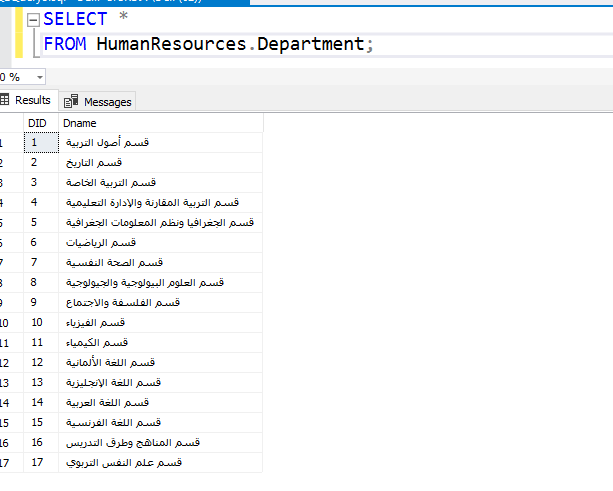 SELECT *
FROM HumanResources.Department;
0 %
Results Messages
DID Dname
1 1 قسم أصول التربية
2 2 قسم التاريخ
3 3 قسم التربية الخاصة
4 4 قسم التربية المقارنة والإدارة التعليمية
5 5 قسم الجغرافيا ونظم المعلومات الجغرافية
6 6 قسم الرياضيات
7 7 قسم الصحة النفسية
8 8 قسم العلوم البيولوجية والجيولوجية
9 9 قسم الفلسفة والاجتماع
10 10 قسم الفيزياء
11 11 قسم الكيمياء
12 12 قسم اللغة الألمانية
13 13 قسم اللغة الإنجليزية
14 14 قسم اللغة العربية
15 15 قسم اللغة الفرنسية
16 16 قسم المناهج وطرق التدريس
17 17 قسم علم النفس التربوي